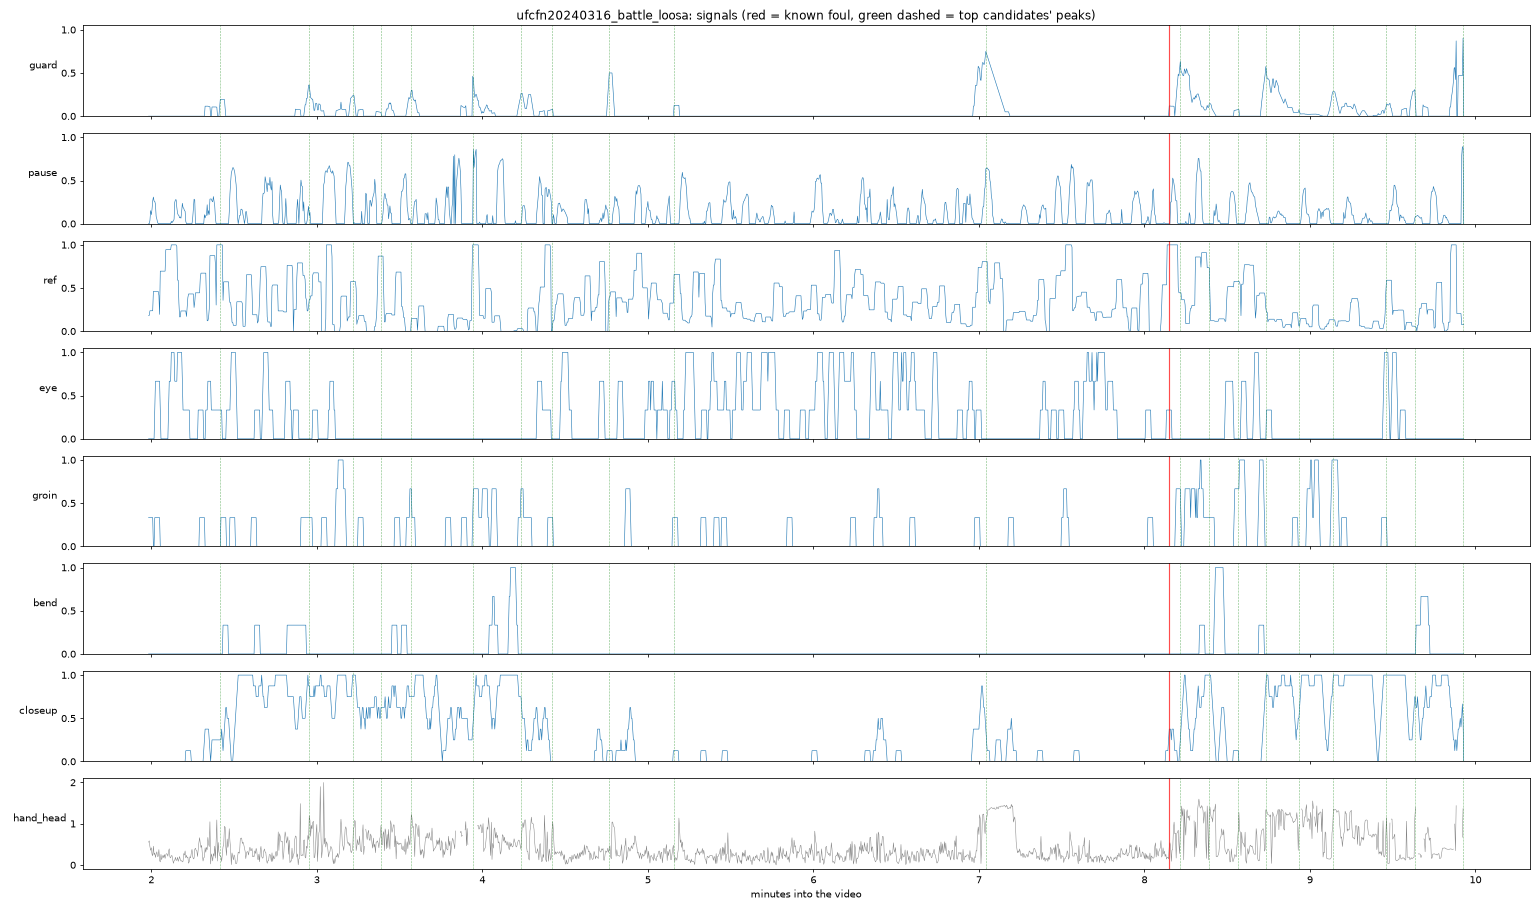 ufcfn20240316_battle_loosa: signals (red = known foul, green dashed = top candidates' peaks)
guard
1.0
0.5
0.0
pause
1.0
0.5
0.0
ref
1.0
0.5
0.0
eye
1.0
0.5
0.0
groin
1.0
0.5
0.0
bend
1.0
0.5
0.0
closeup
1.0
0.5
0.0
hand_head
2
1
0
2 3 4 5 6 7 8 9 10
minutes into the video